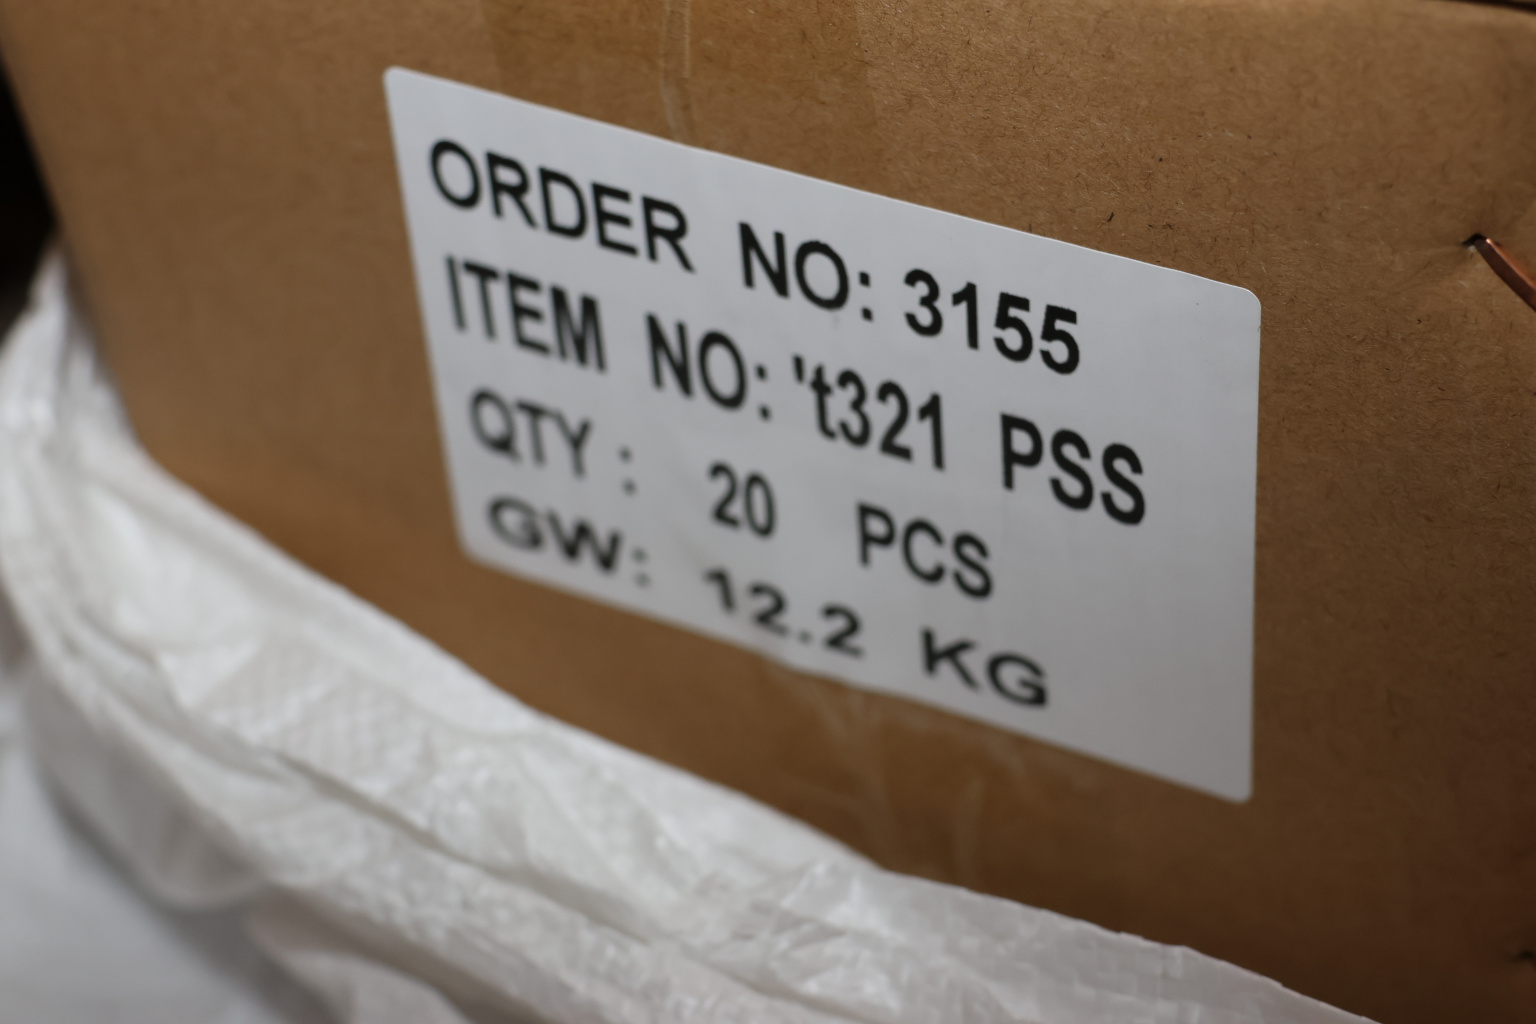 ORDER NO: 3155
ITEM NO: 't321 PSS
QTY : 20 PCS
GW: 12.2 KG